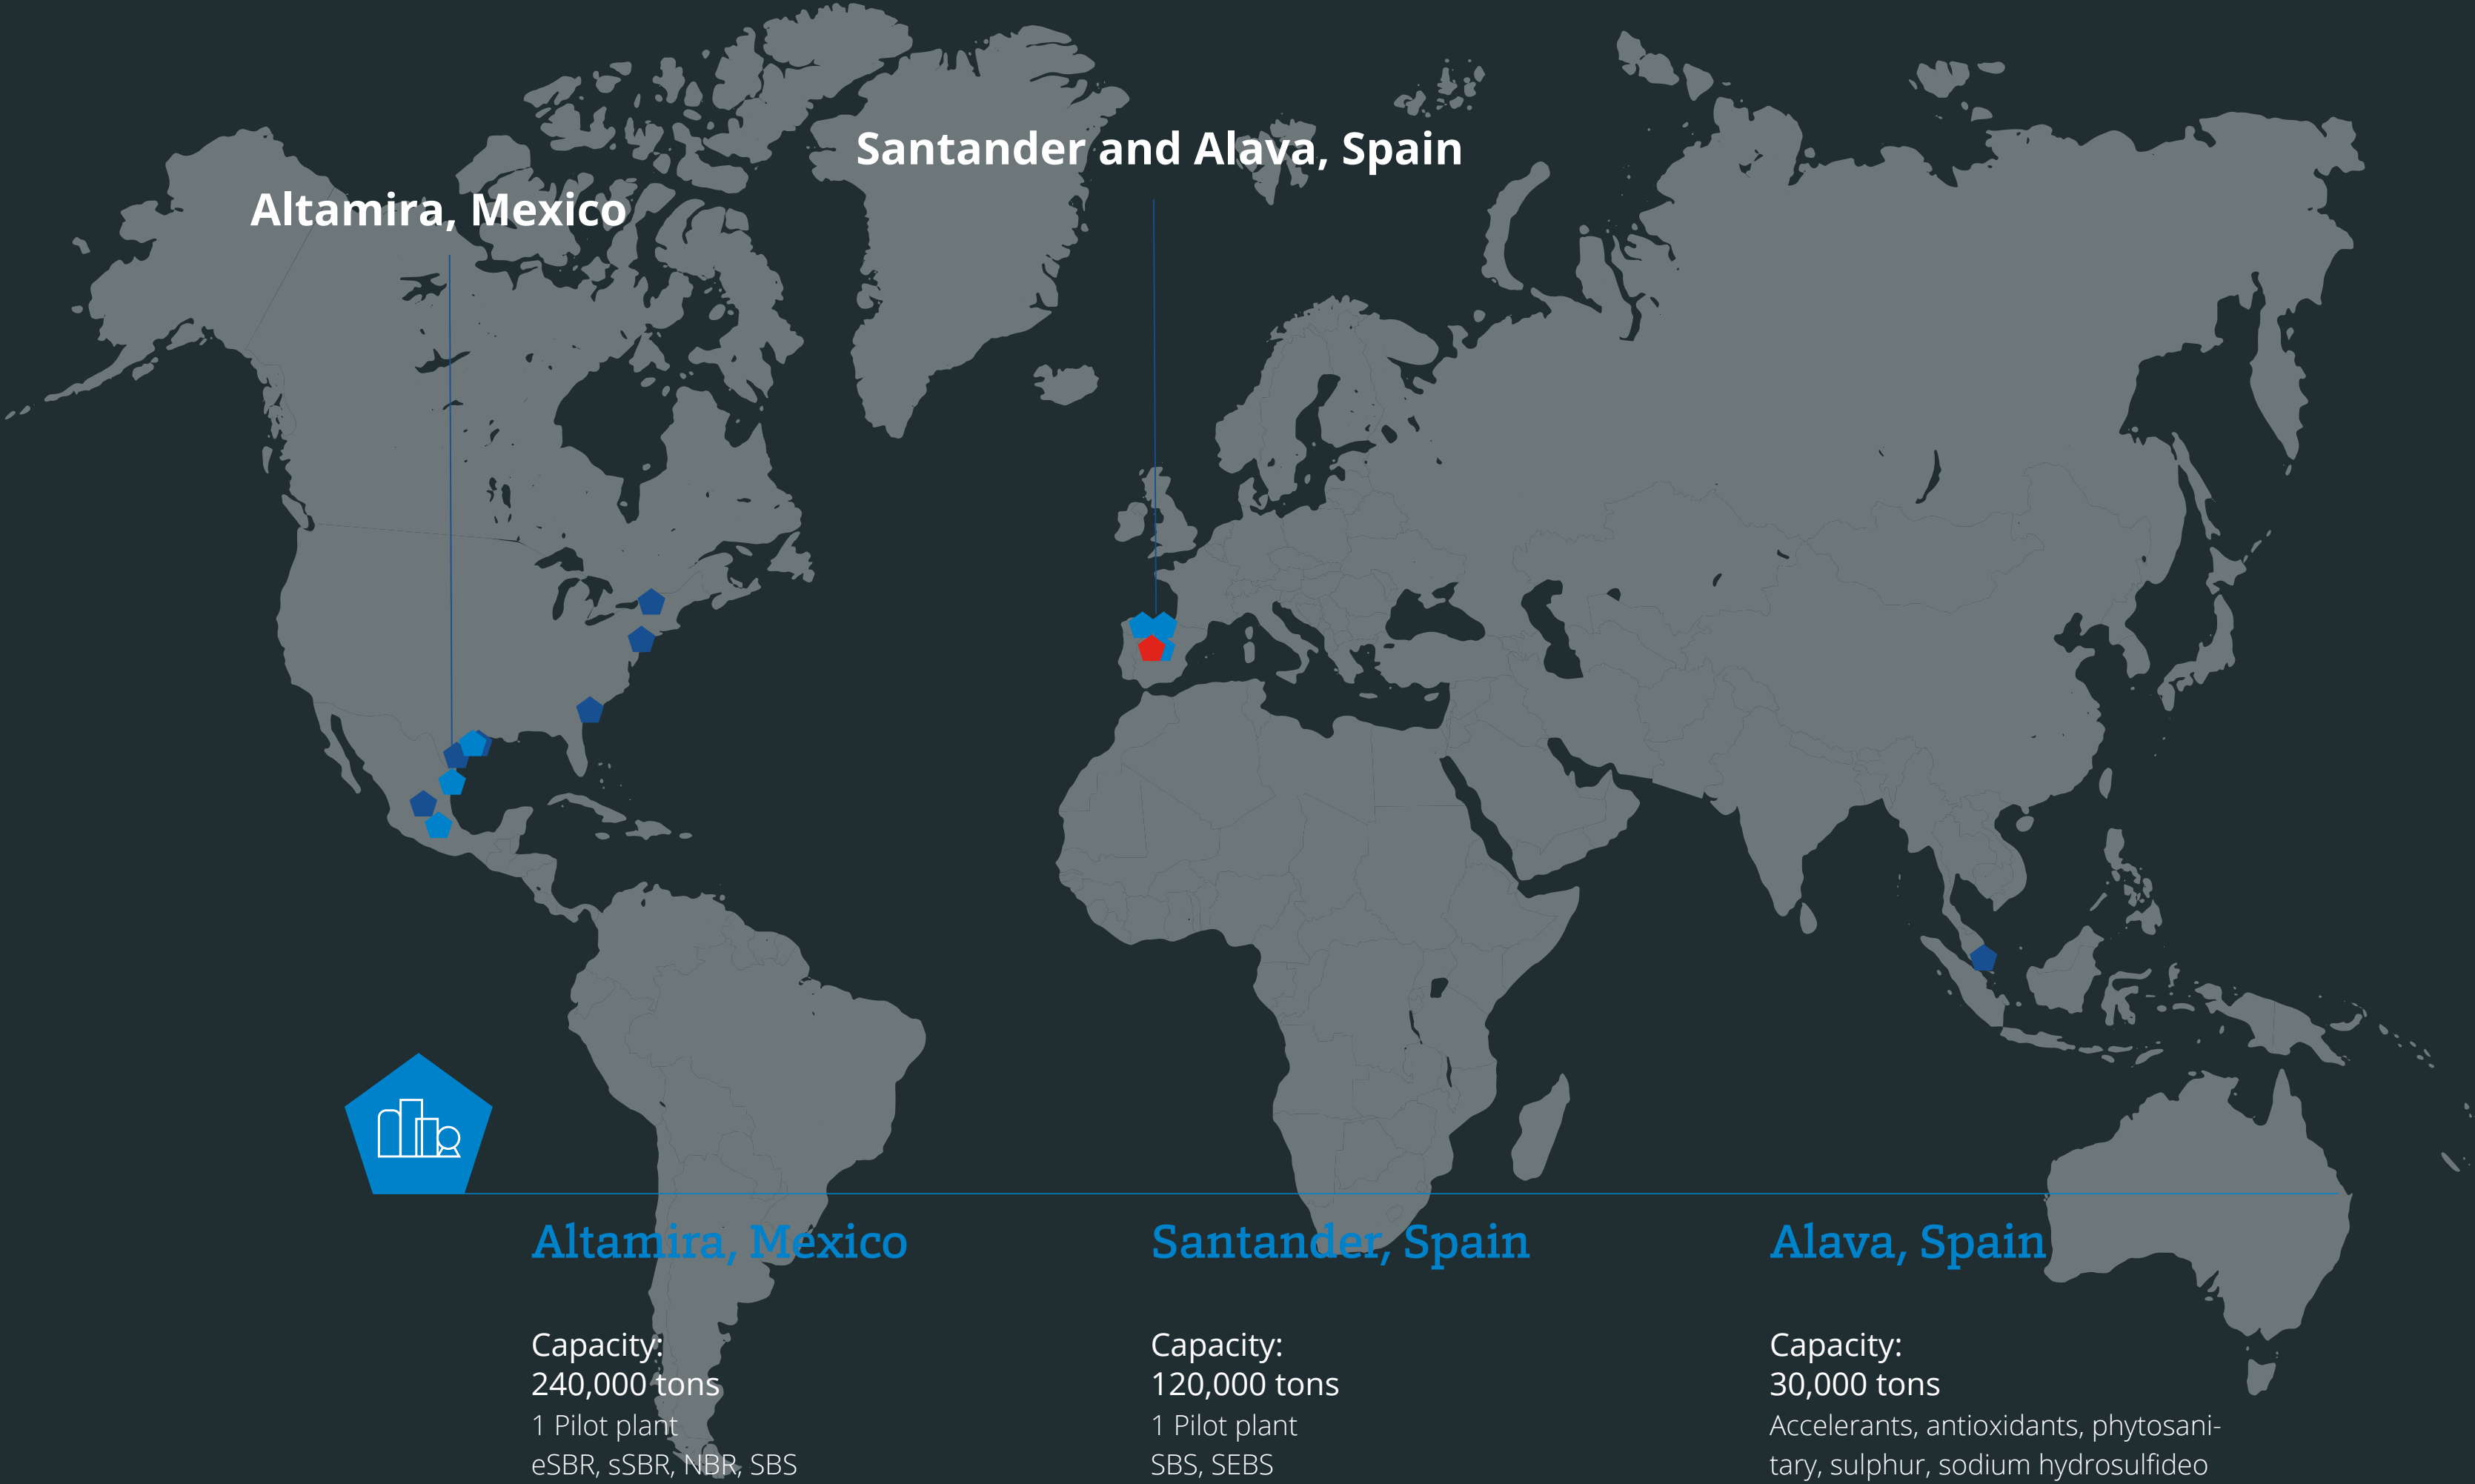 Santander and Alava, Spain
Altamira, Mexico
Altamira, Mexico
Capacity:
240,000 tons
1 Pilot plant
eSBR, sSBR, NBR, SBS
Santander, Spain
Capacity:
120,000 tons
1 Pilot plant
SBS, SEBS
Alava, Spain
Capacity:
30,000 tons
Accelerants, antioxidants, phytosani-
tary, sulphur, sodium hydrosulfideo